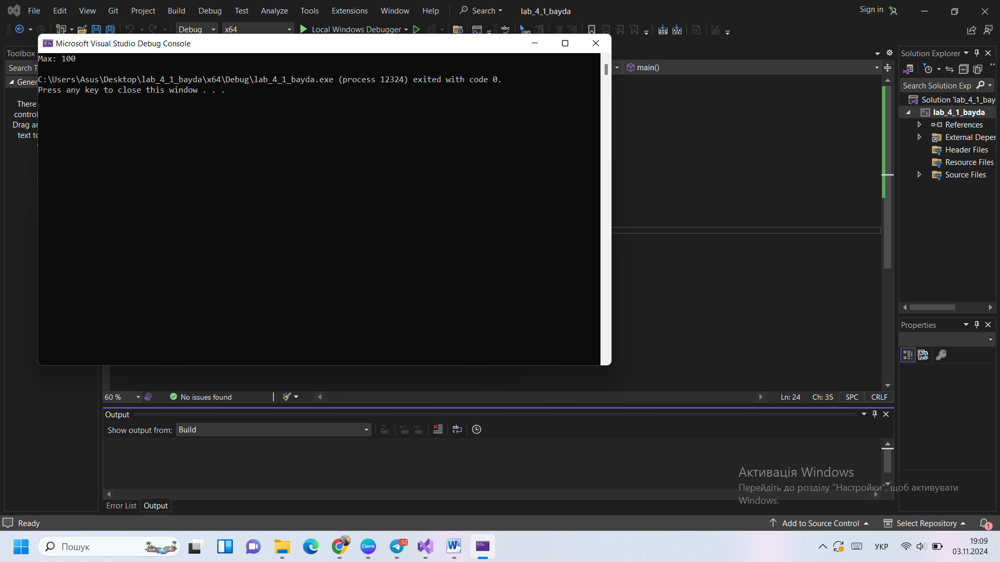 File Edit View Git Project Build Debug Test Analyze Tools Extensions Window Help Search lab_4_1_bayda Sign in
Debug x64 Local Windows Debugger
Microsoft Visual Studio Debug Console
Max: 100
C:\Users\Asus\Desktop\lab_4_1_bayda\x64\Debug\lab_4_1_bayda.exe (process 12324) exited with code 0.
Press any key to close this window . . .
Toolbox
Search T
Gener
There
control
Drag an
text to
main()
Solution Explorer
Search Solution Exp
Solution 'lab_4_1_bay
lab_4_1_bayda
References
External Deper
Header Files
Resource Files
Source Files
Properties
60 % No issues found Ln: 24 Ch: 35 SPC CRLF
Output
Show output from: Build
Error List Output
Активація Windows
Перейдіть до розділу "Настройки", щоб активувати
Windows.
Ready Add to Source Control Select Repository 1
Пошук Canva 92 УКР 19:09
03.11.2024